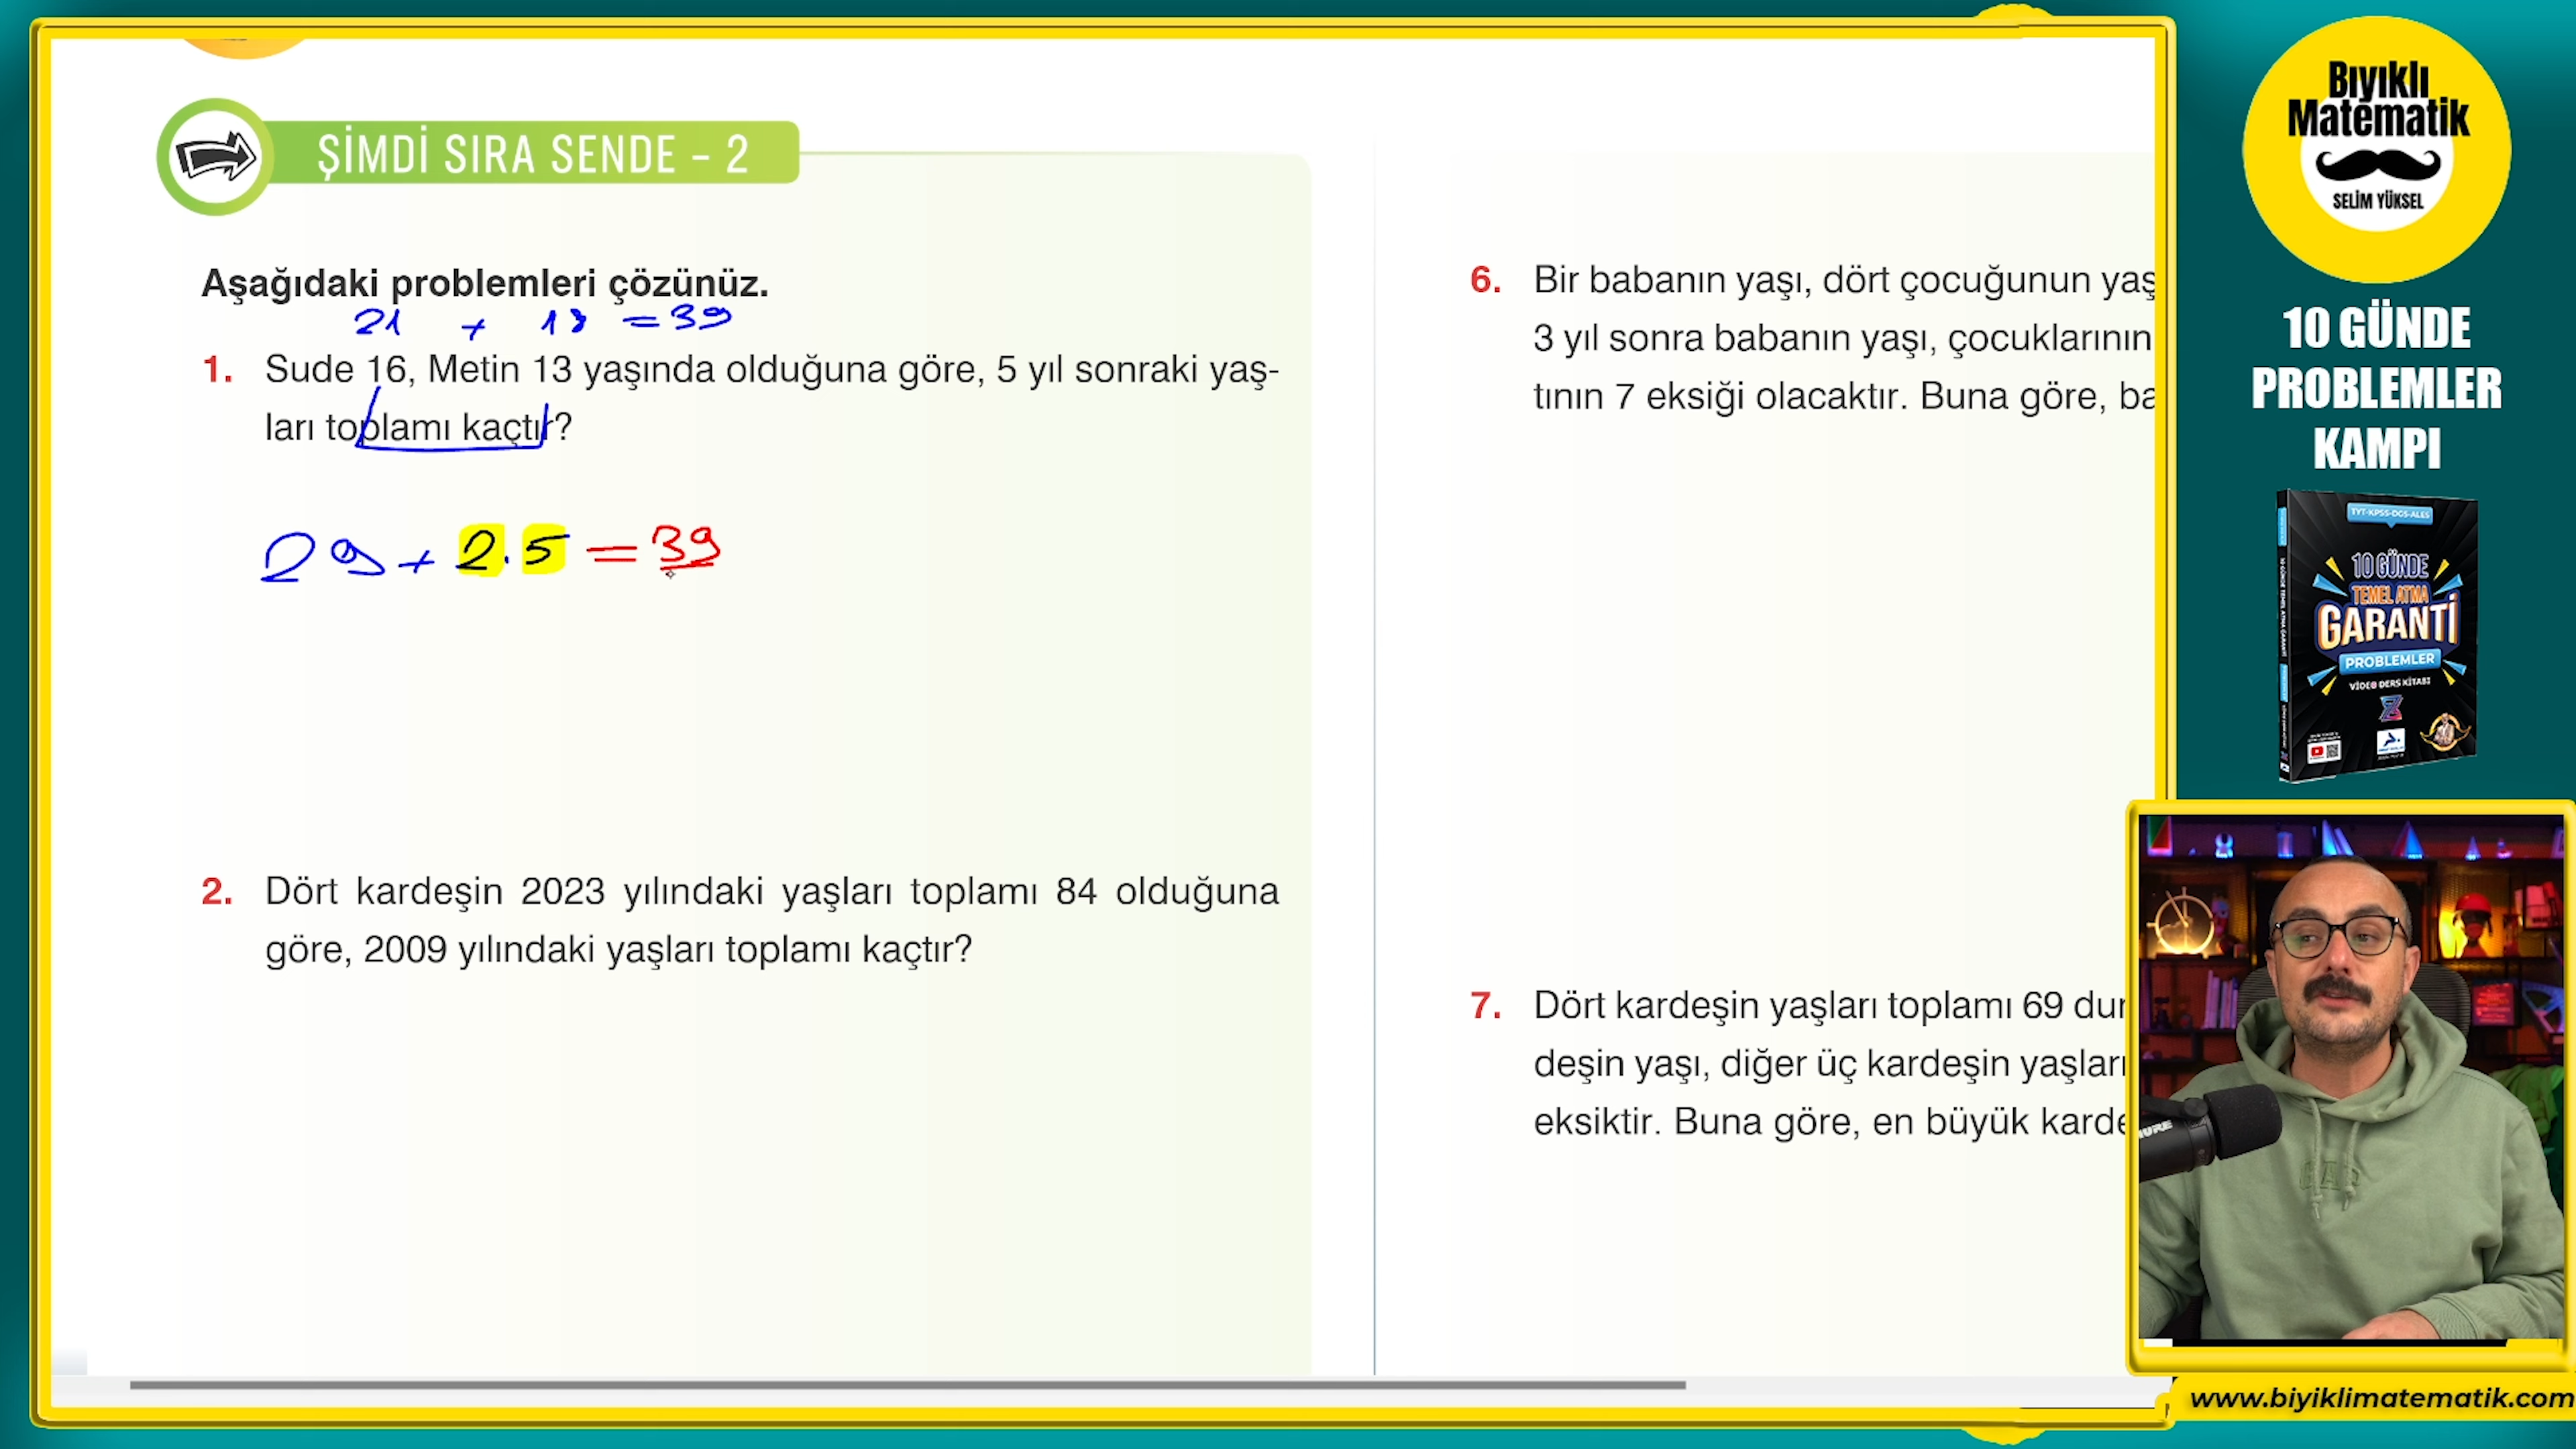 ŞİMDİ SIRA SENDE - 2
Aşağıdaki problemleri çözünüz.
21 + 18 = 39
1. Sude 16, Metin 13 yaşında olduğuna göre, 5 yıl sonraki yaş-
ları toplamı kaçtır?
29 + 2.5 = 39
2. Dört kardeşin 2023 yılındaki yaşları toplamı 84 olduğuna
göre, 2009 yılındaki yaşları toplamı kaçtır?
6. Bir babanın yaşı, dört çocuğunun yaş
3 yıl sonra babanın yaşı, çocuklarının
tının 7 eksiği olacaktır. Buna göre, ba
7. Dört kardeşin yaşları toplamı 69 dur
deşin yaşı, diğer üç kardeşin yaşları
eksiktir. Buna göre, en büyük karde
Bıyıklı
Matematik
SELİM YÜKSEL
10 GÜNDE
PROBLEMLER
KAMPI
TYT-KPSS-DGS-ALES
10 GÜNDE
TEMEL ATMA
GARANTİ
PROBLEMLER
VİDEO DERS KİTABI
www.biyiklimatematik.com